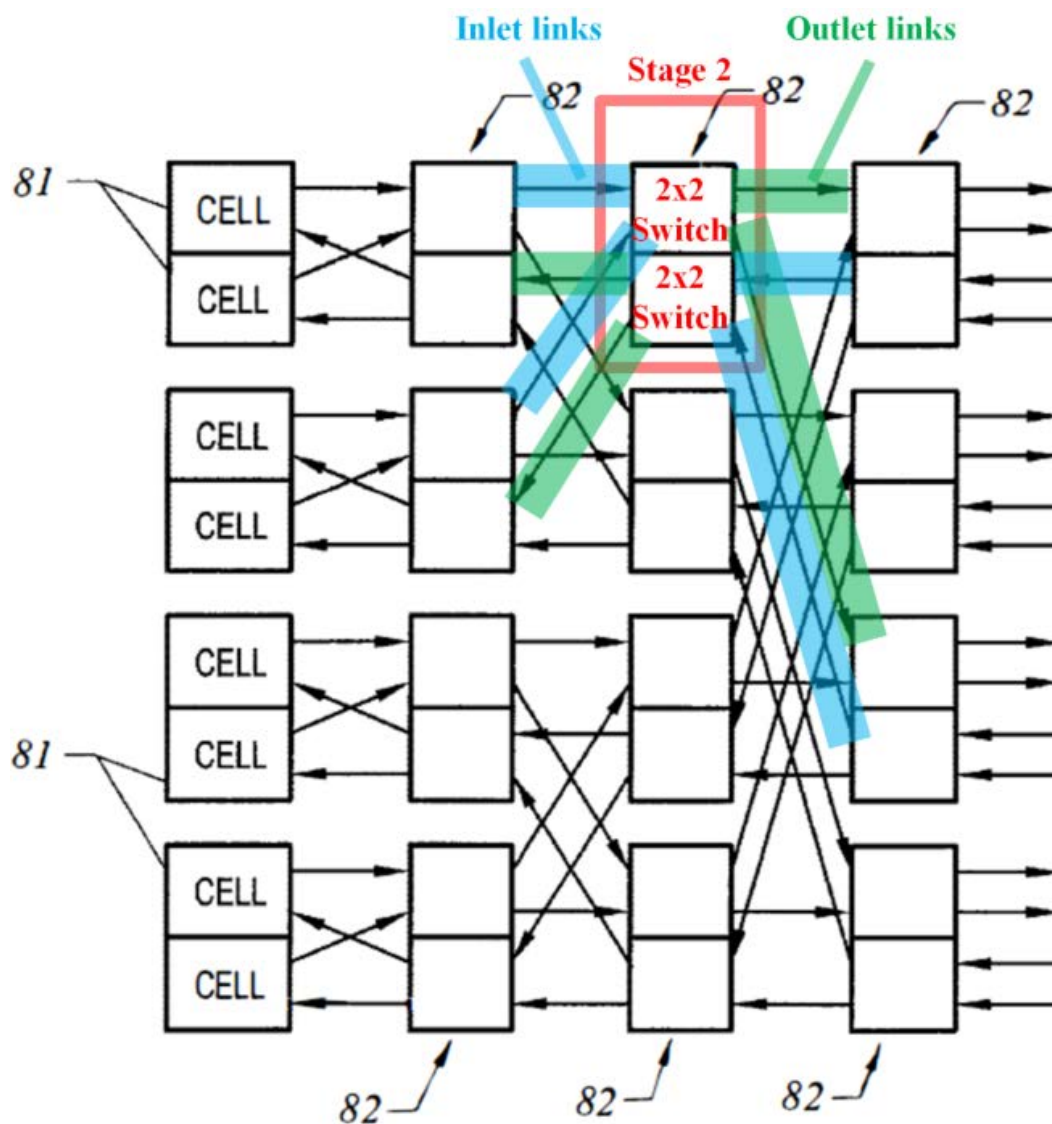 Inlet links
Outlet links
Stage 2
82
82
82
81
CELL
CELL
2x2
Switch
2x2
Switch
CELL
CELL
81
CELL
CELL
CELL
CELL
82
82
82